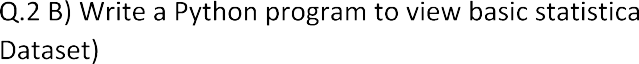 Q.2 B) Write a Python program to view basic statistica
Dataset)